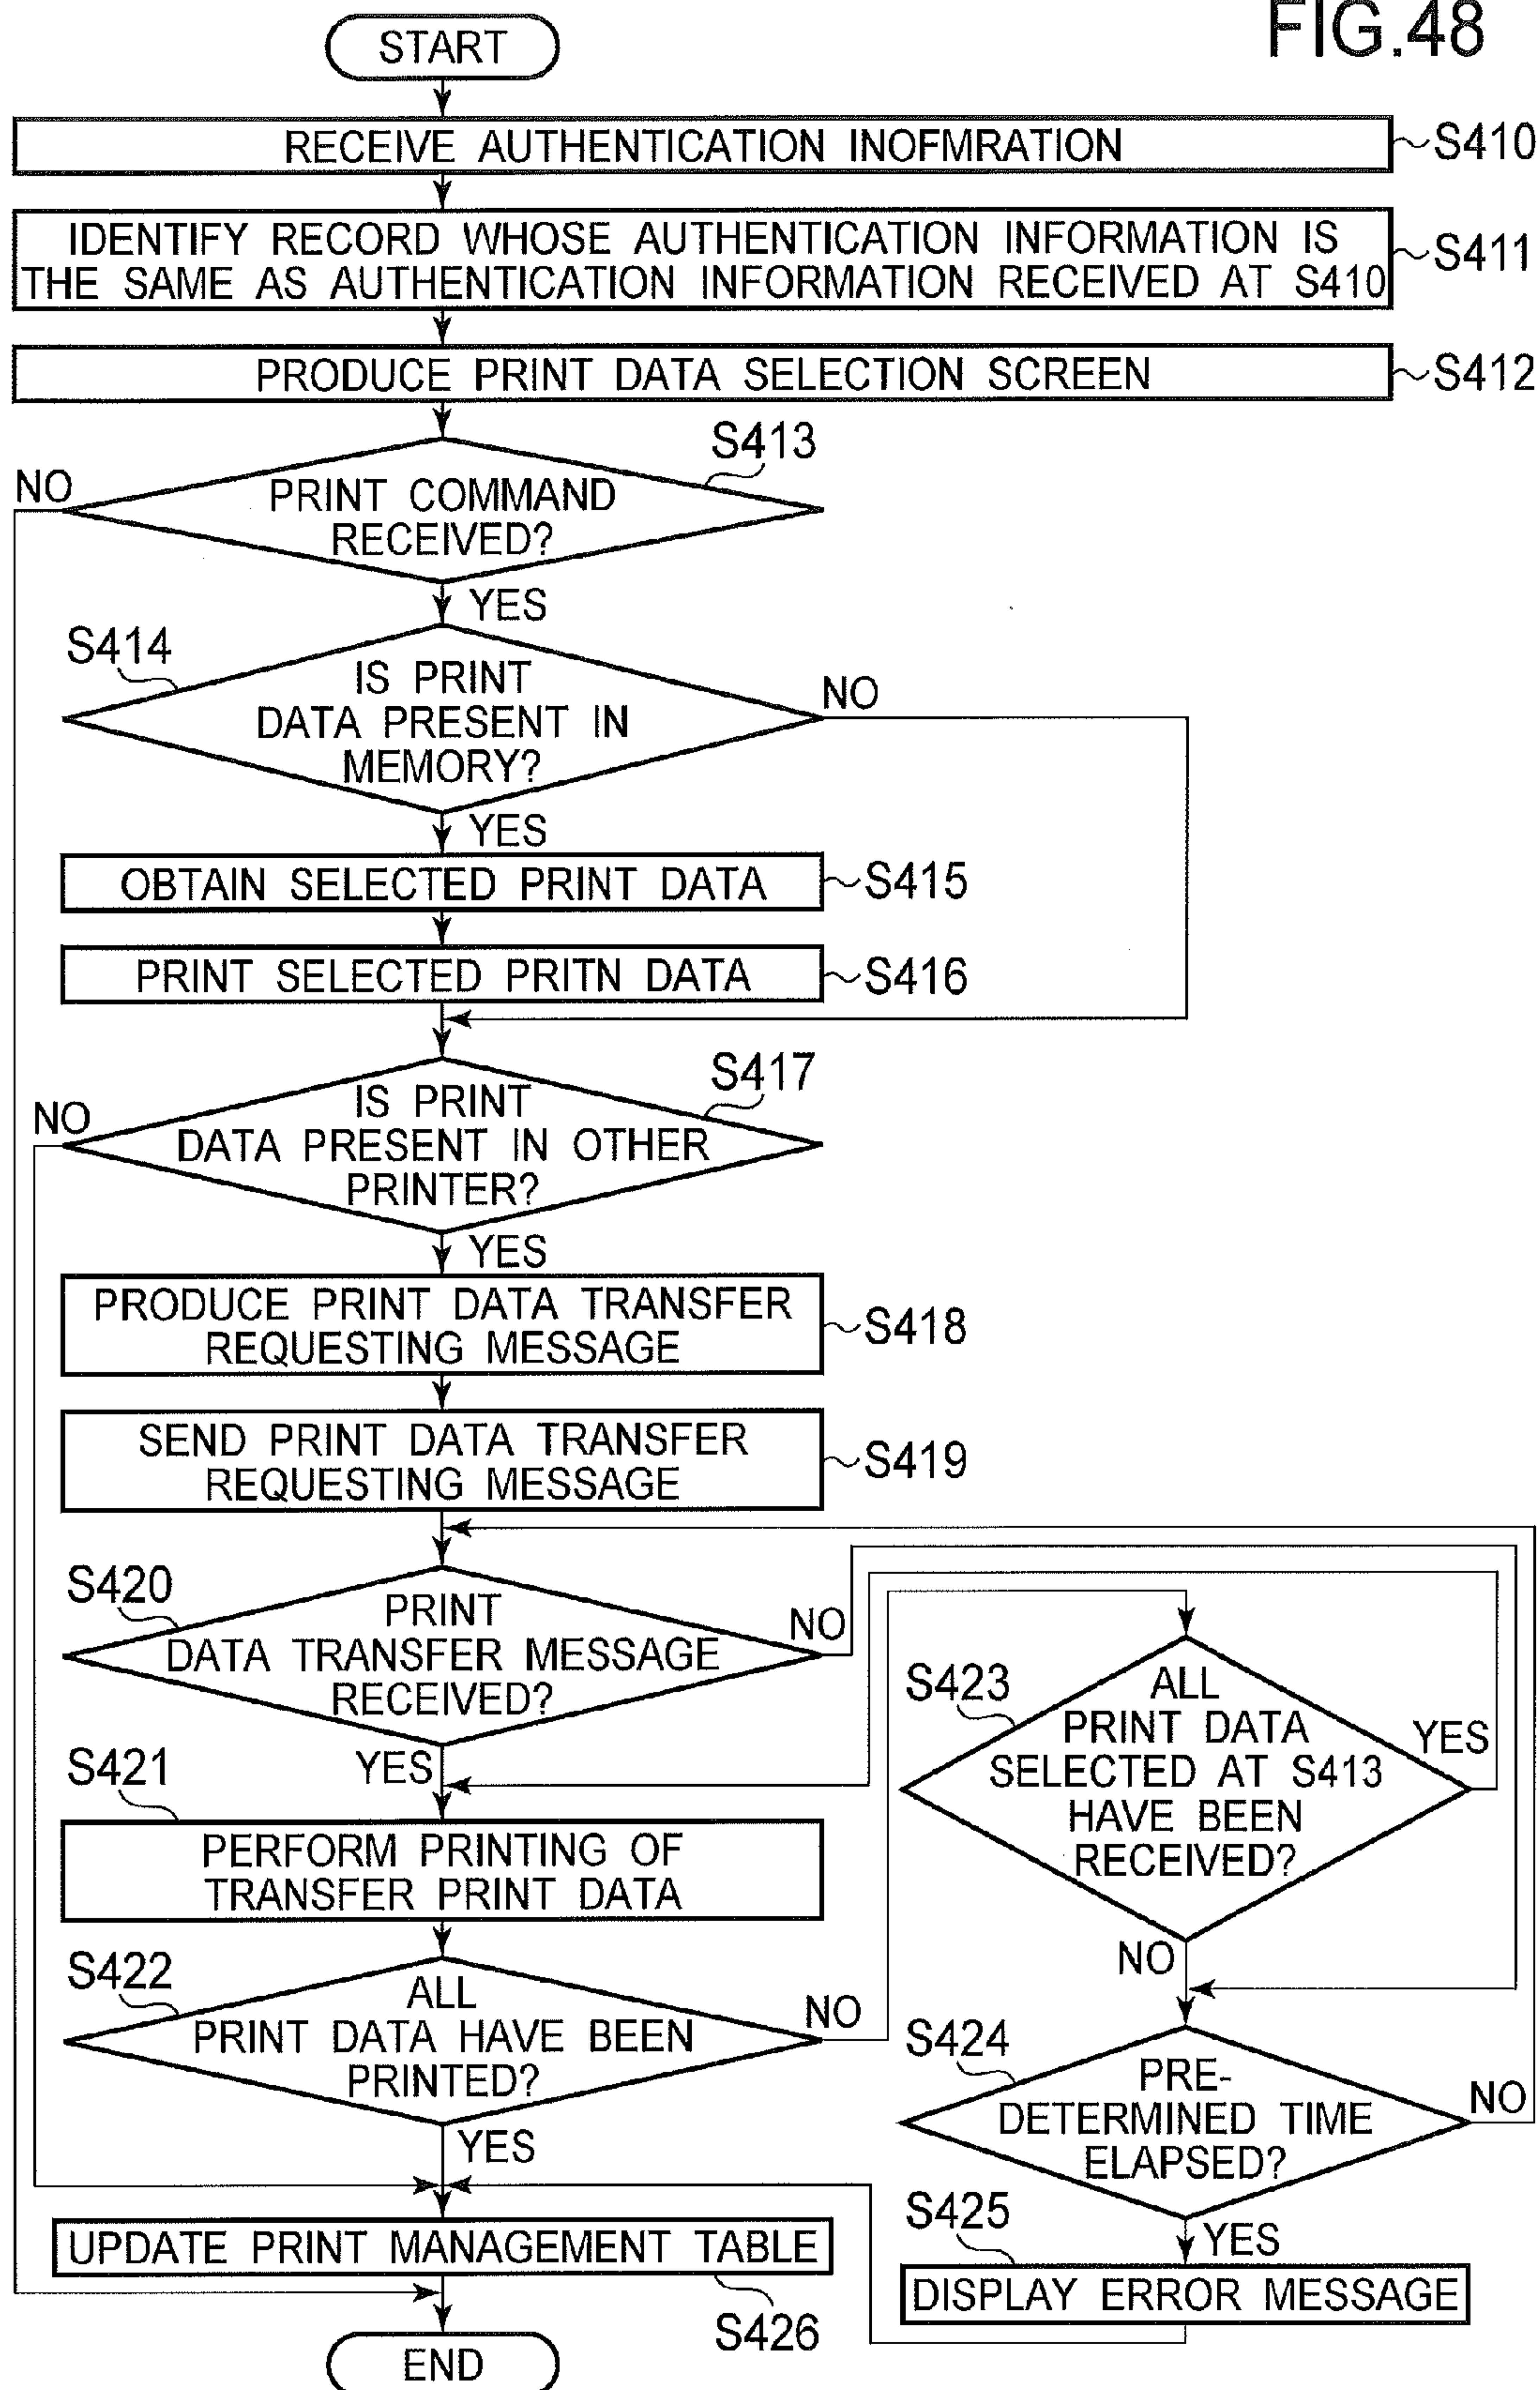 FIG.48
START
RECEIVE AUTHENTICATION INOFMRATION
S410
IDENTIFY RECORD WHOSE AUTHENTICATION INFORMATION IS
THE SAME AS AUTHENTICATION INFORMATION RECEIVED AT S410
S411
PRODUCE PRINT DATA SELECTION SCREEN
S412
S413
NO
PRINT COMMAND
RECEIVED?
YES
S414
IS PRINT
DATA PRESENT IN
MEMORY?
NO
YES
OBTAIN SELECTED PRINT DATA
S415
PRINT SELECTED PRITN DATA
S416
S417
NO
IS PRINT
DATA PRESENT IN OTHER
PRINTER?
YES
PRODUCE PRINT DATA TRANSFER
REQUESTING MESSAGE
S418
SEND PRINT DATA TRANSFER
REQUESTING MESSAGE
S419
S420
PRINT
DATA TRANSFER MESSAGE
RECEIVED?
NO
YES
S421
PERFORM PRINTING OF
TRANSFER PRINT DATA
S422
ALL
PRINT DATA HAVE BEEN
PRINTED?
NO
YES
S423
ALL
PRINT DATA
SELECTED AT S413
HAVE BEEN
RECEIVED?
YES
NO
S424
PRE-
DETERMINED TIME
ELAPSED?
NO
YES
S425
DISPLAY ERROR MESSAGE
UPDATE PRINT MANAGEMENT TABLE
S426
END